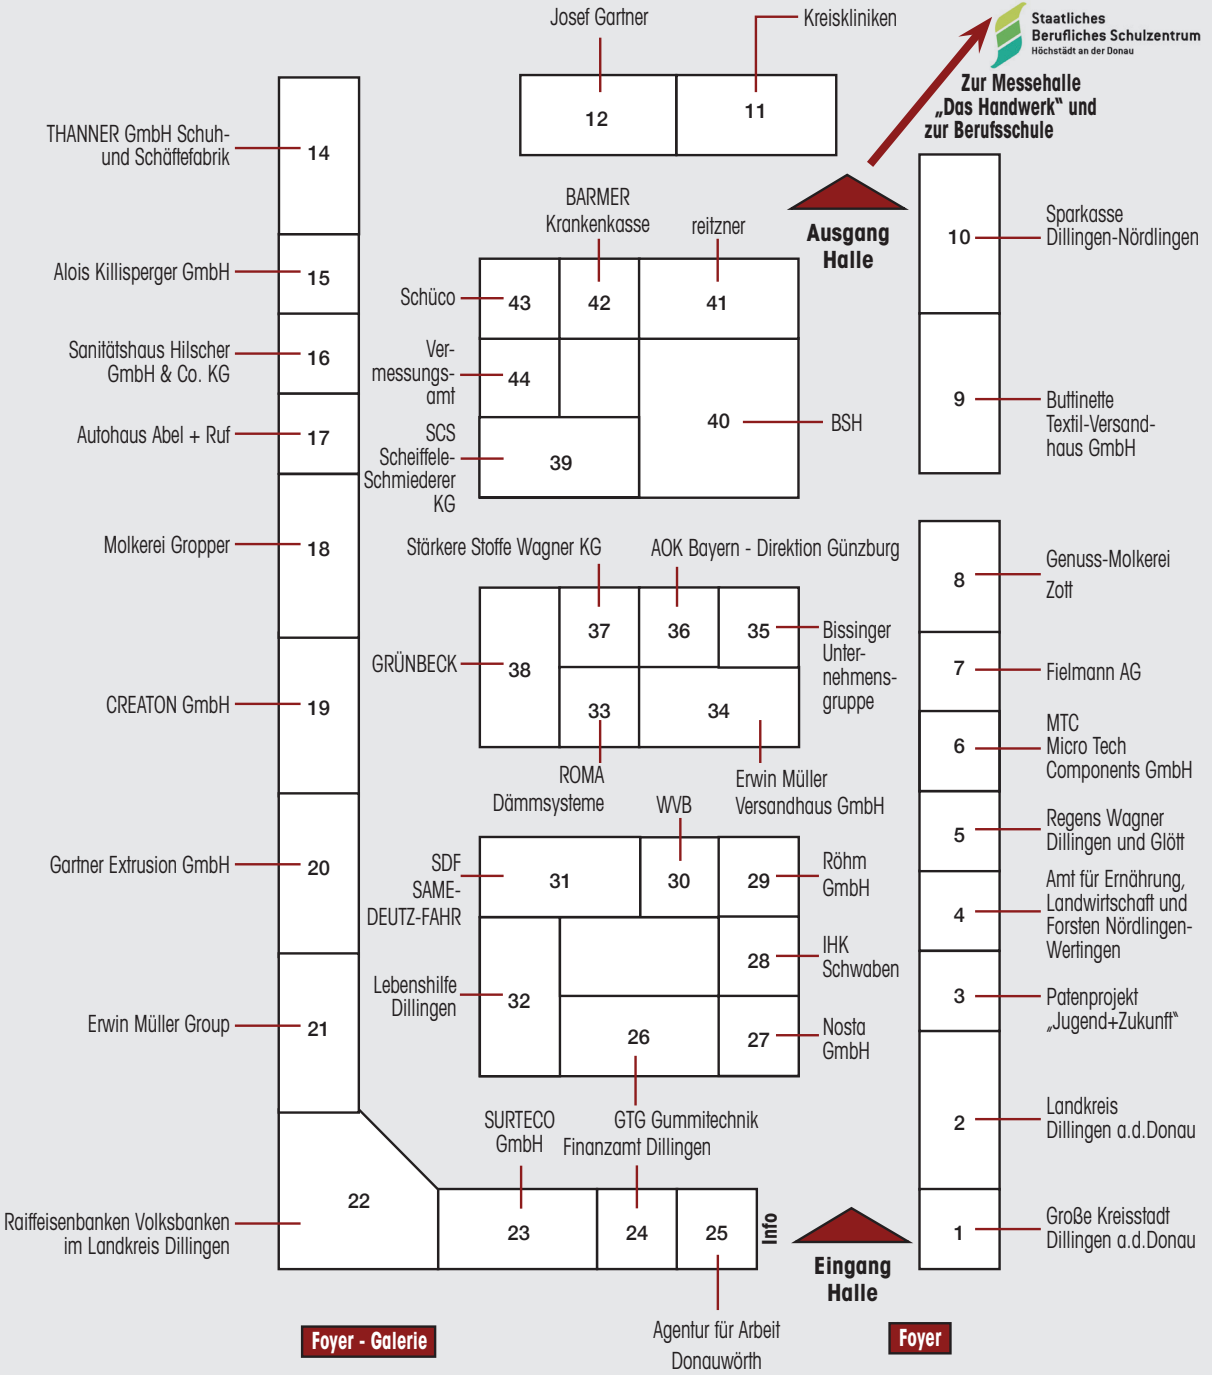 Josef Gartner
Kreiskliniken
Staatliches
Berufliches Schulzentrum
Höchstädt an der Donau
Zur Messehalle
„Das Handwerk“ und
zur Berufsschule
12
11
THANNER GmbH Schuh-
und Schäftefabrik
14
BARMER
Krankenkasse
reitzner
Ausgang
Halle
10
Sparkasse
Dillingen-Nördlingen
Alois Killisperger GmbH
15
Schüco
43
42
41
Sanitätshaus Hilscher
GmbH & Co. KG
16
Ver-
messungs-
amt
44
40
BSH
9
Buttinette
Textil-Versand-
haus GmbH
Autohaus Abel + Ruf
17
SCS
Scheiffele-
Schmiederer
KG
39
Molkerei Gropper
18
Stärkere Stoffe Wagner KG
AOK Bayern - Direktion Günzburg
8
Genuss-Molkerei
Zott
37
36
35
Bissinger
Unter-
nehmens-
gruppe
GRÜNBECK
38
7
Fielmann AG
CREATON GmbH
19
33
34
6
MTC
Micro Tech
Components GmbH
ROMA
Dämmsysteme
Erwin Müller
Versandhaus GmbH
WVB
5
Regens Wagner
Dillingen und Glött
Gartner Extrusion GmbH
20
SDF
SAME-
DEUTZ-FAHR
31
30
29
Röhm
GmbH
4
Amt für Ernährung,
Landwirtschaft und
Forsten Nördlingen-
Wertingen
28
IHK
Schwaben
Lebenshilfe
Dillingen
32
3
Patenprojekt
„Jugend+Zukunft“
Erwin Müller Group
21
26
27
Nosta
GmbH
SURTECO
GmbH
GTG Gummitechnik
Finanzamt Dillingen
2
Landkreis
Dillingen a.d.Donau
22
Raiffeisenbanken Volksbanken
im Landkreis Dillingen
23
24
25
Info
Eingang
Halle
1
Große Kreisstadt
Dillingen a.d.Donau
Foyer - Galerie
Agentur für Arbeit
Donauwörth
Foyer